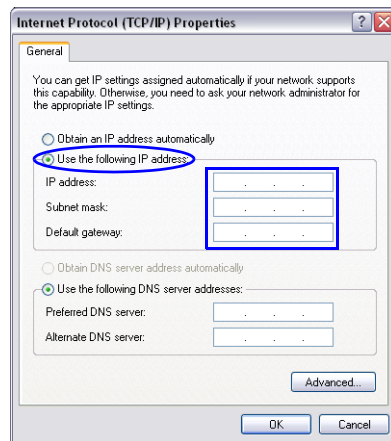 Internet Protocol (TCP/IP) Properties
General
You can get IP settings assigned automatically if your network supports
this capability. Otherwise, you need to ask your network administrator for
the appropriate IP settings.
Obtain an IP address automatically
Use the following IP address:
IP address:
Subnet mask:
Default gateway:
Obtain DNS server address automatically
Use the following DNS server addresses:
Preferred DNS server:
Alternate DNS server:
Advanced...
OK
Cancel